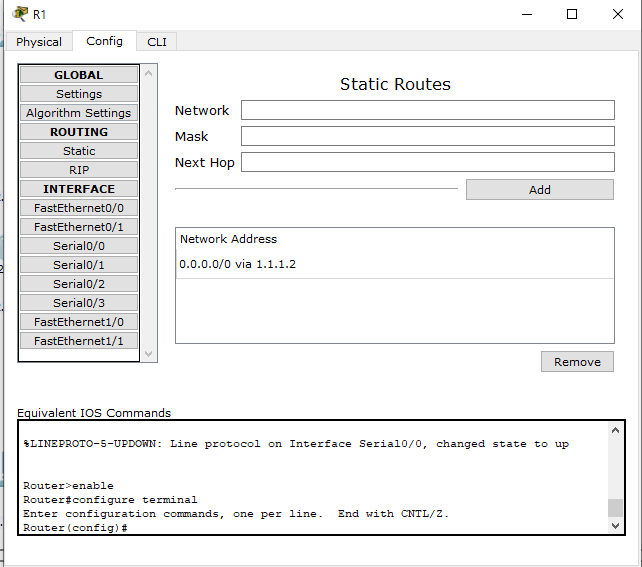 R1
Physical
Config
CLI
GLOBAL
Settings
Algorithm Settings
ROUTING
Static
RIP
INTERFACE
FastEthernet0/0
FastEthernet0/1
Serial0/0
Serial0/1
Serial0/2
Serial0/3
FastEthernet1/0
FastEthernet1/1
Static Routes
Network
Mask
Next Hop
Add
Network Address
0.0.0.0/0 via 1.1.1.2
Remove
Equivalent IOS Commands
%LINEPROTO-5-UPDOWN: Line protocol on Interface Serial0/0, changed state to up
Router>enable
Router#configure terminal
Enter configuration commands, one per line.  End with CNTL/Z.
Router(config)#